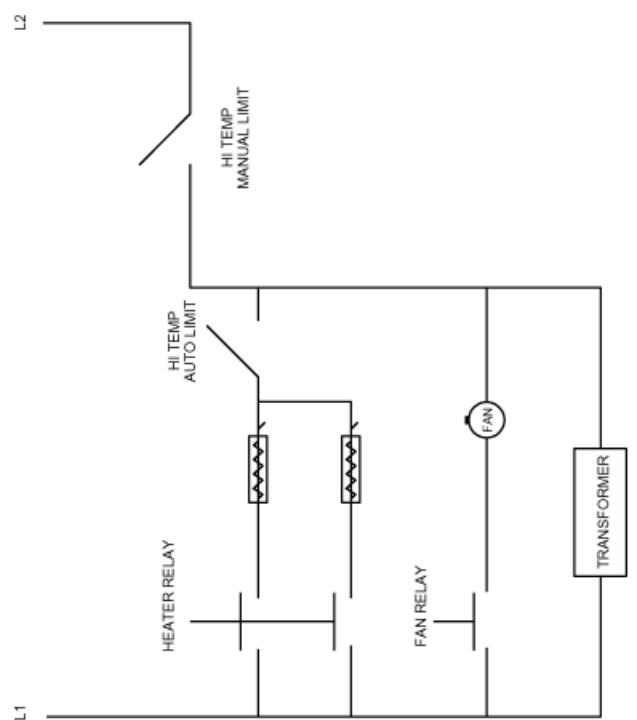 L1
L2
HI TEMP
MANUAL LIMIT
HI TEMP
AUTO LIMIT
HEATER RELAY
FAN
FAN RELAY
TRANSFORMER